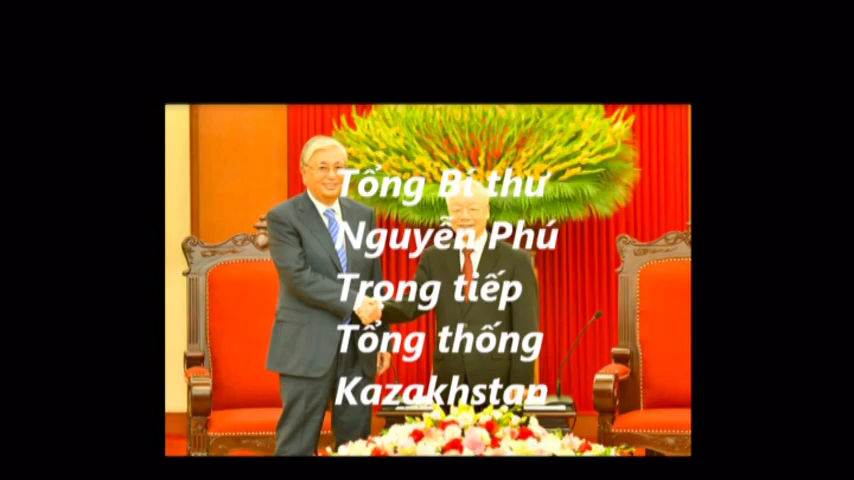 Tổng Bí thư
Nguyễn Phú
Trọng tiếp
Tổng thống
Kazakhstan